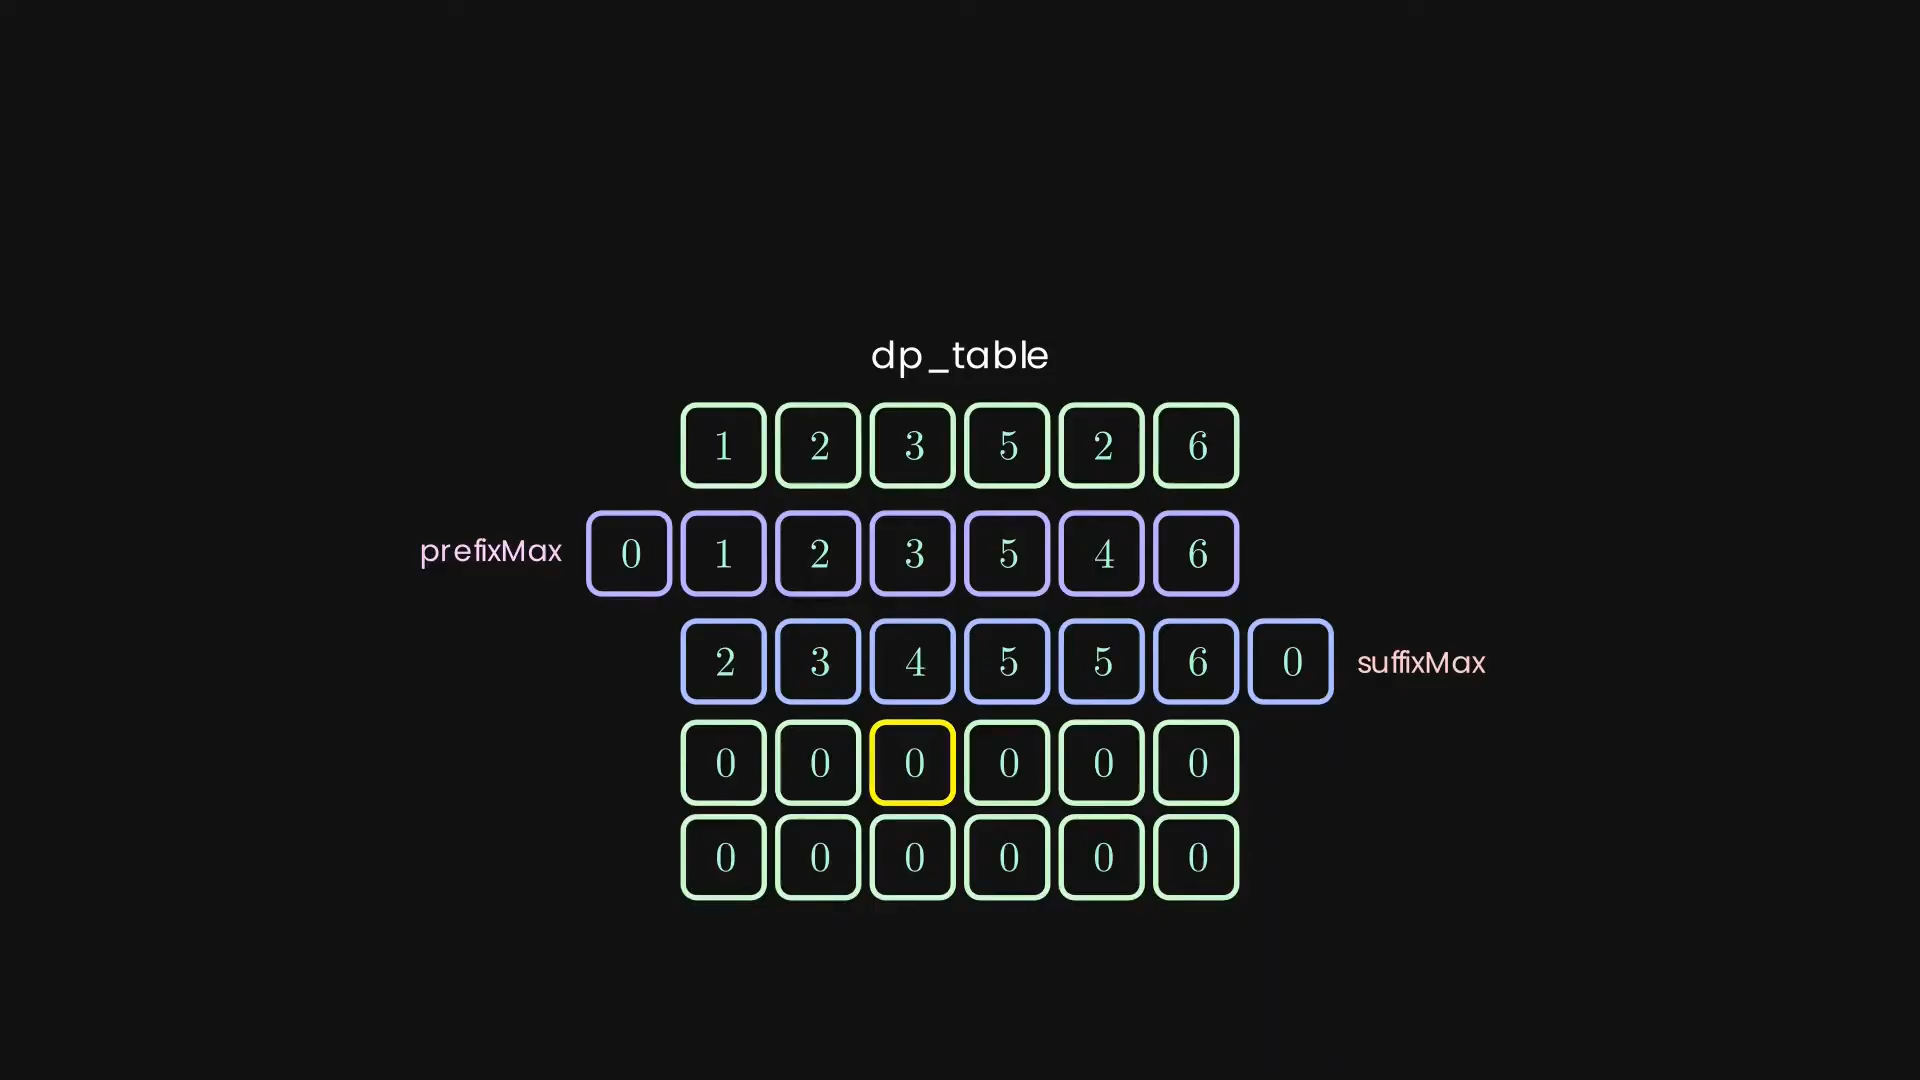 dp_table
1 2 3 5 2 6
prefixMax 0 1 2 3 5 4 6
2 3 4 5 5 6 0 suffixMax
0 0 0 0 0 0
0 0 0 0 0 0